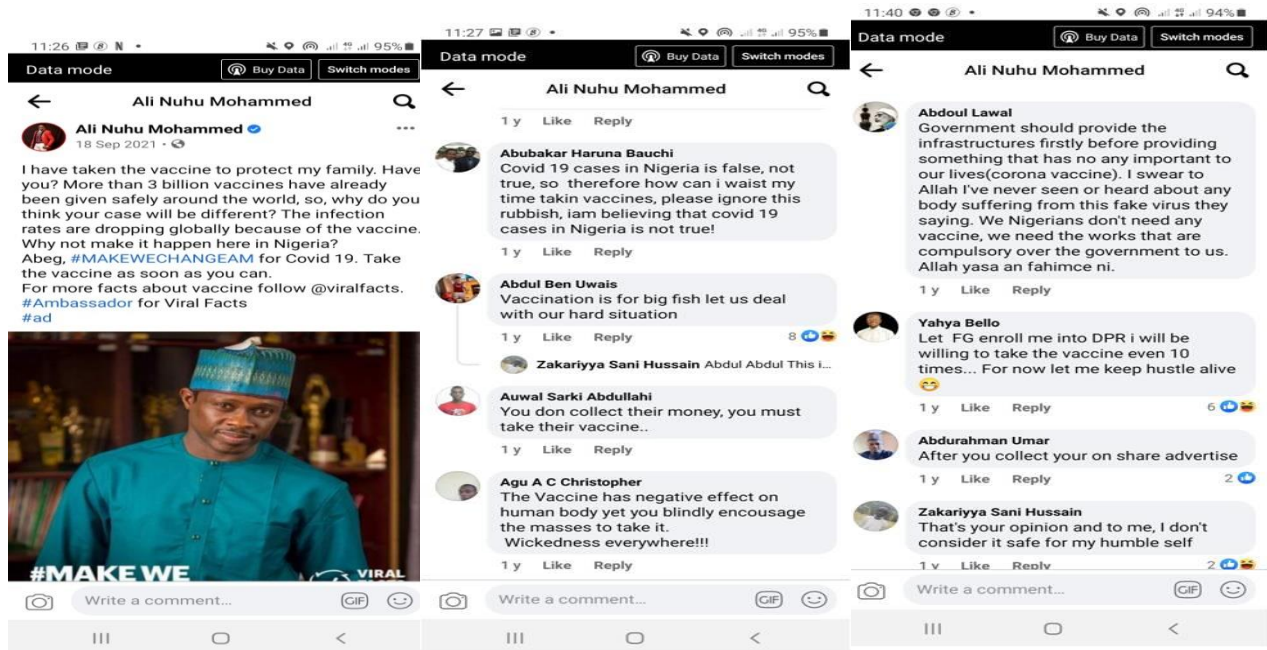 11:26 N •
95%
Data mode
Buy Data
Switch modes
Ali Nuhu Mohammed
Ali Nuhu Mohammed
18 Sep 2021 •
I have taken the vaccine to protect my family. Have
you? More than 3 billion vaccines have already
been given safely around the world, so, why do you
think your case will be different? The infection
rates are dropping globally because of the vaccine.
Why not make it happen here in Nigeria?
Abeg, #MAKEWECHANGEAM for Covid 19. Take
the vaccine as soon as you can.
For more facts about vaccine follow @viralfacts.
#Ambassador for Viral Facts
#ad
#MAKE WE
VIRAL
Write a comment...
GIF
11:27 •
95%
Data mode
Buy Data
Switch modes
Ali Nuhu Mohammed
1 y Like Reply
Abubakar Haruna Bauchi
Covid 19 cases in Nigeria is false, not
true, so therefore how can i waist my
time takin vaccines, please ignore this
rubbish, iam believing that covid 19
cases in Nigeria is not true!
1 y Like Reply
Abdul Ben Uwais
Vaccination is for big fish let us deal
with our hard situation
1 y Like Reply 8
Zakariyya Sani Hussain Abdul Abdul This i...
Auwal Sarki Abdullahi
You don collect their money, you must
take their vaccine..
1 y Like Reply
Agu A C Christopher
The Vaccine has negative effect on
human body yet you blindly encousage
the masses to take it.
Wickedness everywhere!!!
1 y Like Reply
Write a comment...
GIF
11:40 •
94%
Data mode
Buy Data
Switch modes
Ali Nuhu Mohammed
Abdoul Lawal
Government should provide the
infrastructures firstly before providing
something that has no any important to
our lives(corona vaccine). I swear to
Allah I've never seen or heard about any
body suffering from this fake virus they
saying. We Nigerians don't need any
vaccine, we need the works that are
compulsory over the government to us.
Allah yasa an fahimce ni.
1 y Like Reply
Yahya Bello
Let FG enroll me into DPR i will be
willing to take the vaccine even 10
times... For now let me keep hustle alive
😁
1 y Like Reply 6
Abdurahman Umar
After you collect your on share advertise
1 y Like Reply 2
Zakariyya Sani Hussain
That's your opinion and to me, I don't
consider it safe for my humble self
1 y Like Reply 2
Write a comment...
GIF